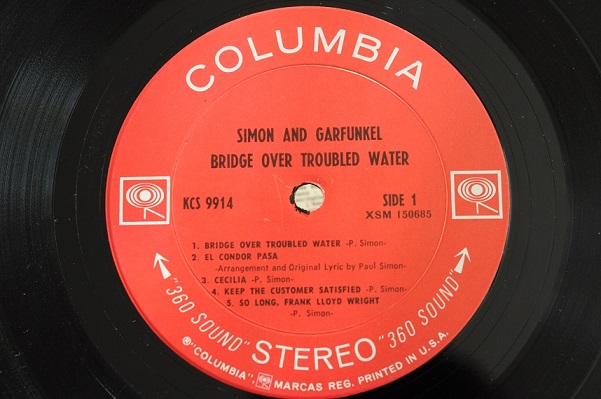 COLUMBIA
SIMON AND GARFUNKEL
BRIDGE OVER TROUBLED WATER
KCS 9914
SIDE 1
XSM 150685
1. BRIDGE OVER TROUBLED WATER -P. Simon-
2. EL CONDOR PASA
-Arrangement and Original Lyric by Paul Simon-
3. CECILIA -P. Simon-
4. KEEP THE CUSTOMER SATISFIED -P. Simon-
5. SO LONG, FRANK LLOYD WRIGHT
-P. Simon-
"360 SOUND" STEREO "360 SOUND"
℗"COLUMBIA", MARCAS REG. PRINTED IN U.S.A.